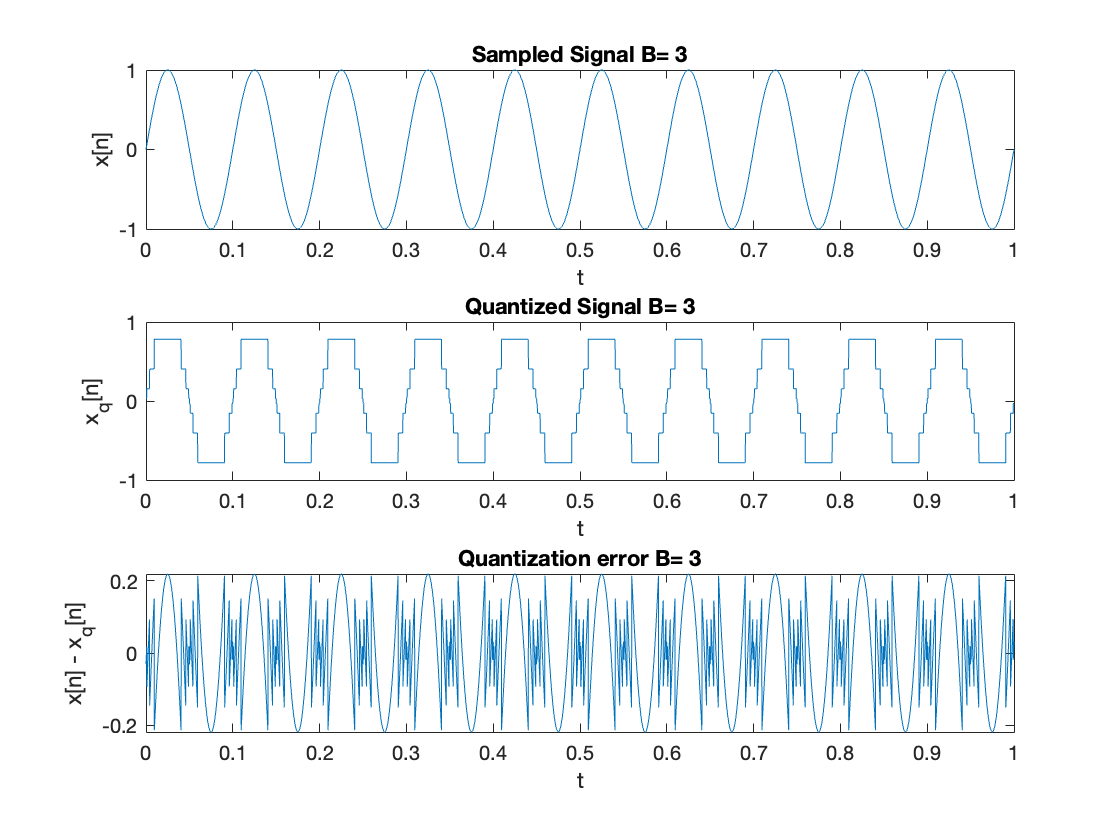 Sampled Signal B= 3
1
0
-1
x[n]
0 0.1 0.2 0.3 0.4 0.5 0.6 0.7 0.8 0.9 1
t
Quantized Signal B= 3
1
0
-1
x_q[n]
0 0.1 0.2 0.3 0.4 0.5 0.6 0.7 0.8 0.9 1
t
Quantization error B= 3
0.2
0
-0.2
x[n] - x_q[n]
0 0.1 0.2 0.3 0.4 0.5 0.6 0.7 0.8 0.9 1
t